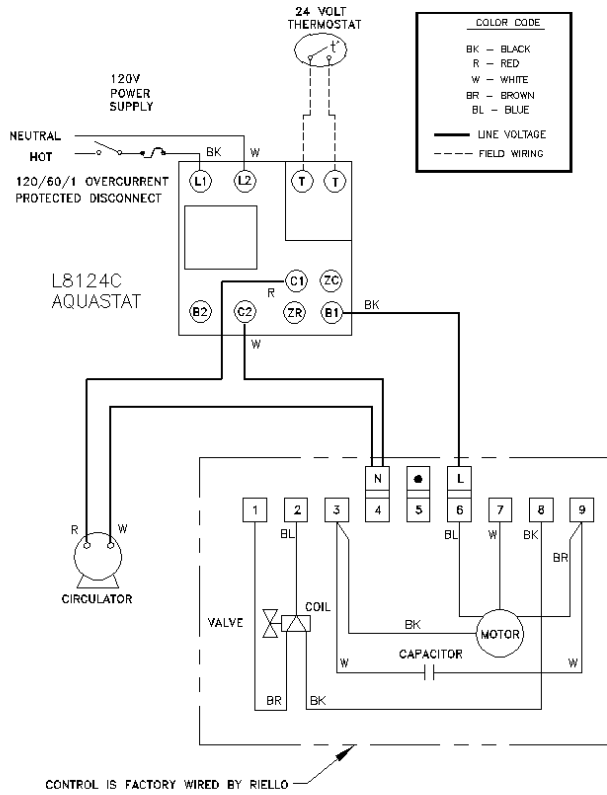 24 VOLT
THERMOSTAT
t°
COLOR CODE
BK – BLACK
R – RED
W – WHITE
BR – BROWN
BL – BLUE
LINE VOLTAGE
FIELD WIRING
120V
POWER
SUPPLY
NEUTRAL
HOT
BK W
120/60/1 OVERCURRENT
PROTECTED DISCONNECT
L1 L2 T T
L8124C
AQUASTAT
C1 ZC
R
B2 C2 ZR B1
BK
W
N L
1 2 3 4 5 6 7 8 9
R W
BL BL W BK
BR
CIRCULATOR
VALVE
COIL
BK
MOTOR
CAPACITOR
W W
BR BK
CONTROL IS FACTORY WIRED BY RIELLO